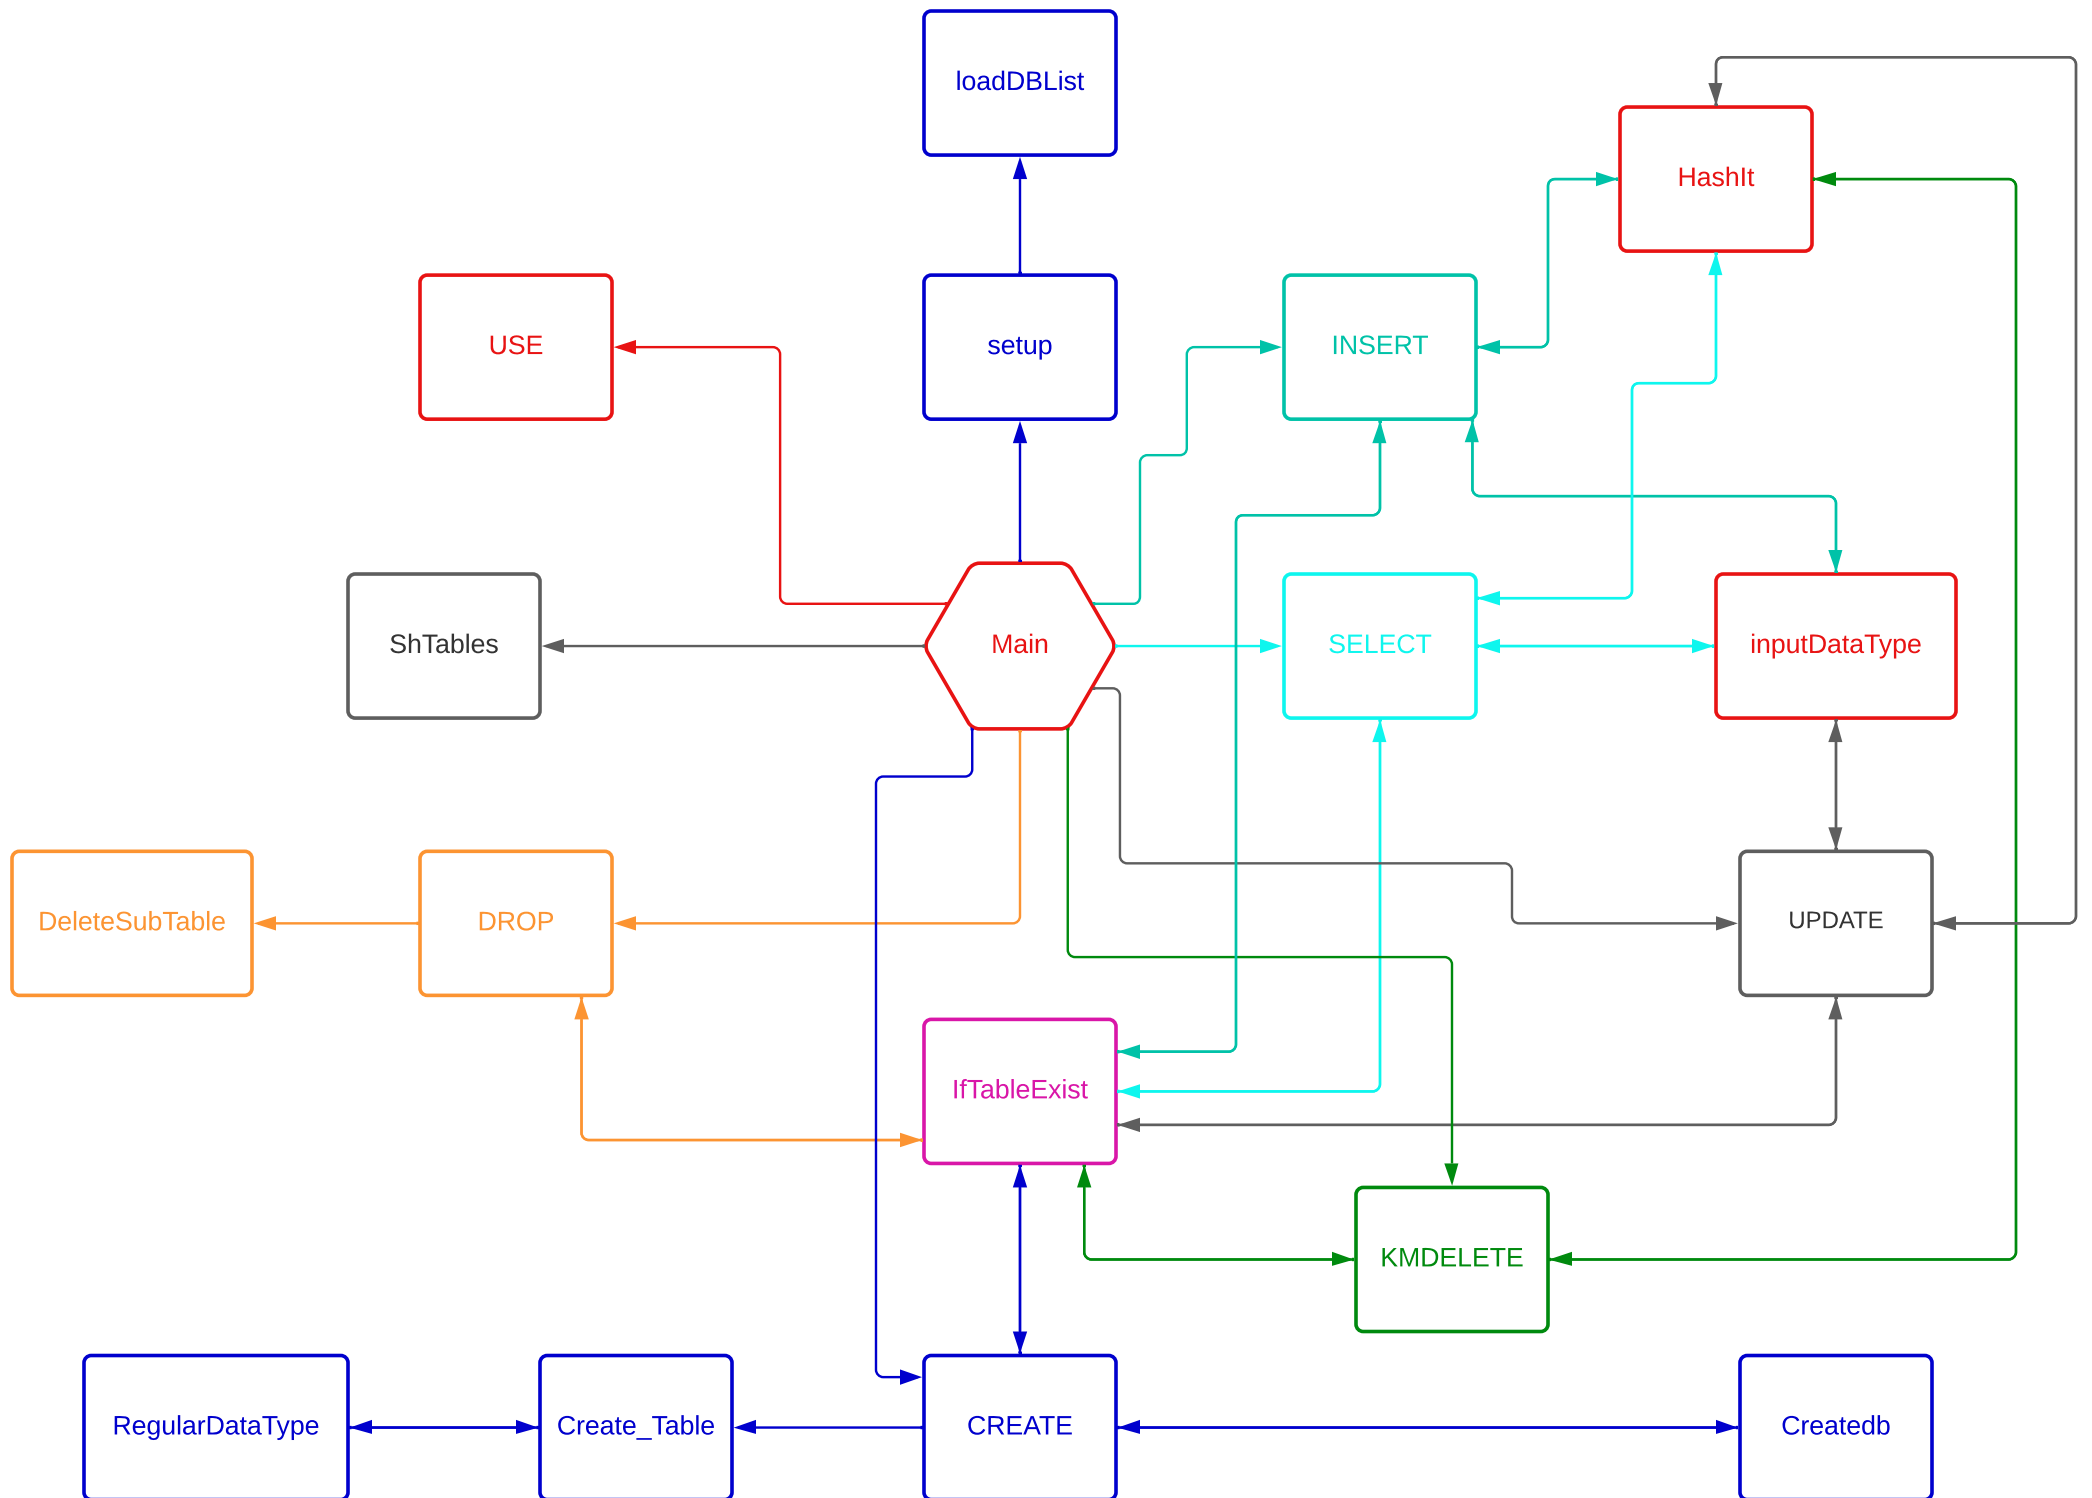 loadDBList
HashIt
USE
setup
INSERT
ShTables
Main
SELECT
inputDataType
DeleteSubTable
DROP
UPDATE
IfTableExist
KMDELETE
RegularDataType
Create_Table
CREATE
Createdb